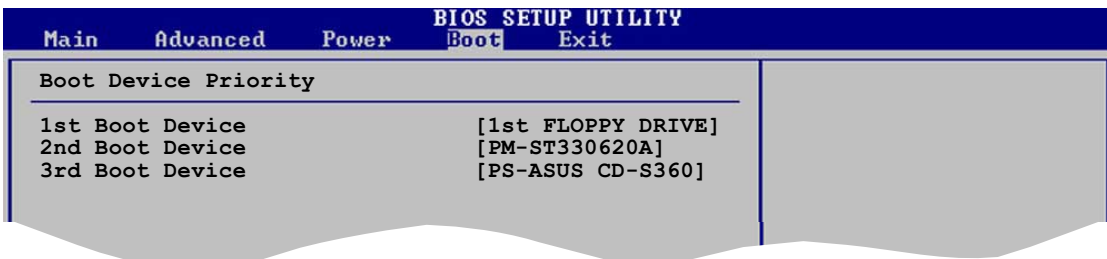 BIOS SETUP UTILITY
Main Advanced Power Boot Exit
Boot Device Priority
1st Boot Device [1st FLOPPY DRIVE]
2nd Boot Device [PM-ST330620A]
3rd Boot Device [PS-ASUS CD-S360]